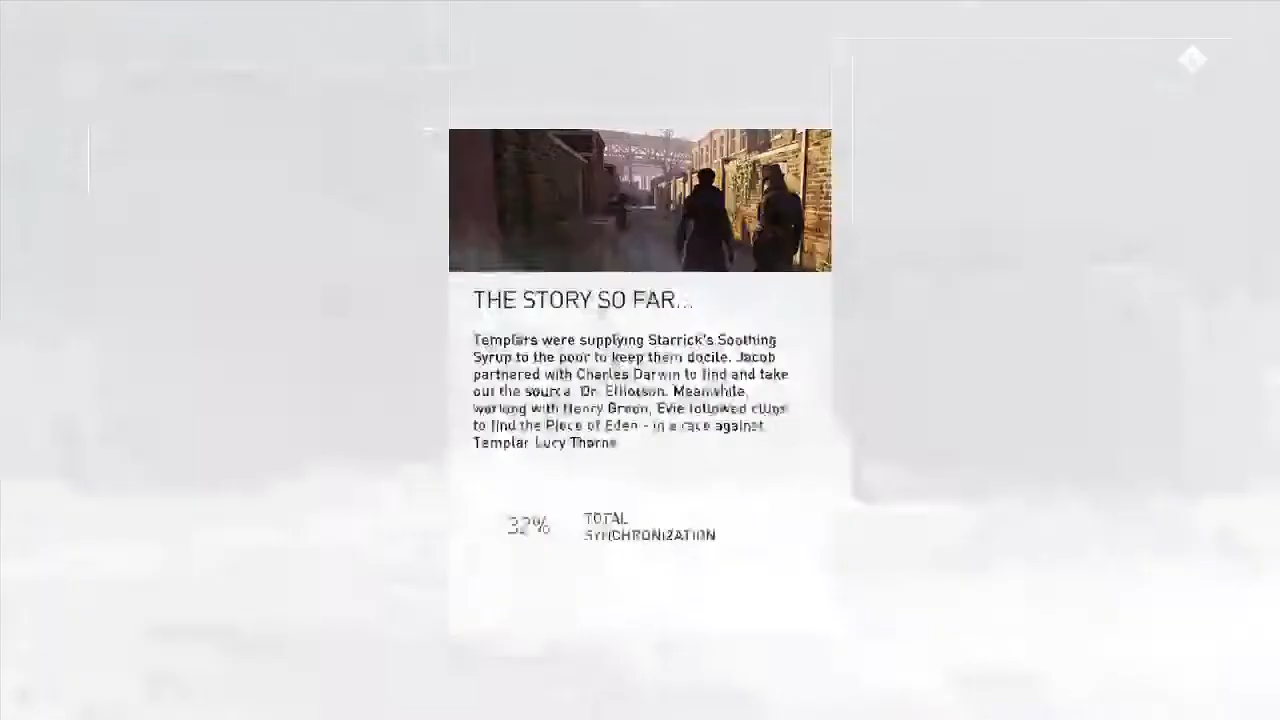 THE STORY SO FAR...
Templars were supplying Starrick's Soothing
Syrup to the poor to keep them docile. Jacob
partnered with Charles Darwin to find and take
out the source Dr. Elliotson. Meanwhile,
working with Henry Green, Evie followed clues
to find the Piece of Eden - in a race against
Templar Lucy Thorne
32%
TOTAL
SYNCHRONIZATION